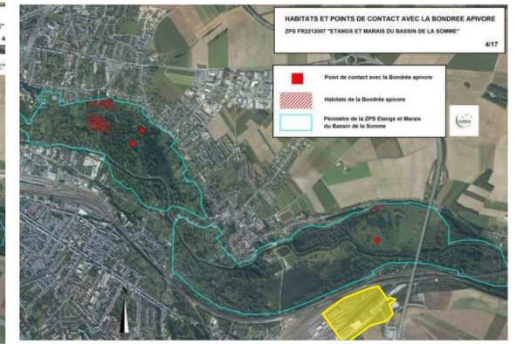 HABITATS ET POINTS DE CONTACT AVEC LA BONDREE APIVORE
ZPS FR2212007 "ETANGS ET MARAIS DU BASSIN DE LA SOMME"
4/17
Point de contact avec la Bondrée apivore
Habitats de la Bondrée apivore
Périmètre de la ZPS Etangs et Marais
du Bassin de la Somme